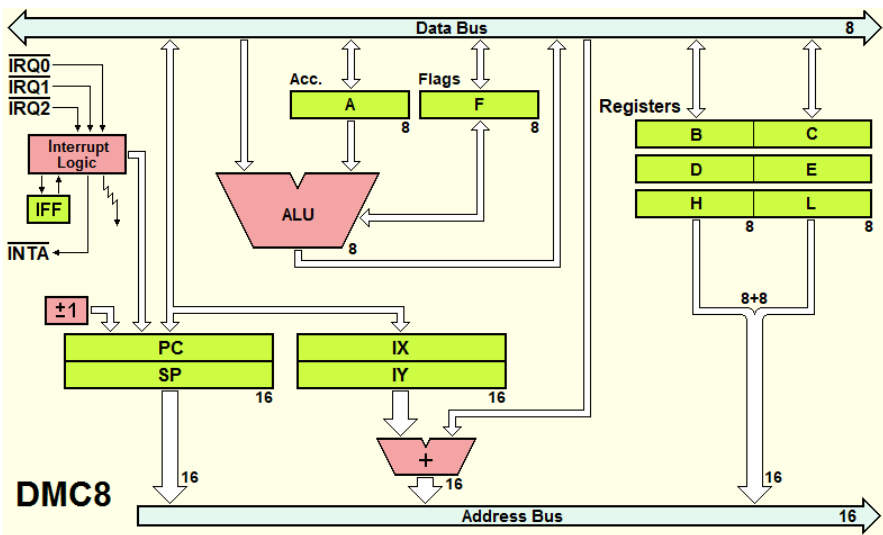 Data Bus 8
IRQ0
IRQ1
IRQ2
Acc.
Flags
A
F
8
8
Registers
B C
D E
H L
8 8
Interrupt
Logic
IFF
INTA
ALU
8
±1
8+8
PC
SP
16
IX
IY
16
+
16
16
16
DMC8
Address Bus 16